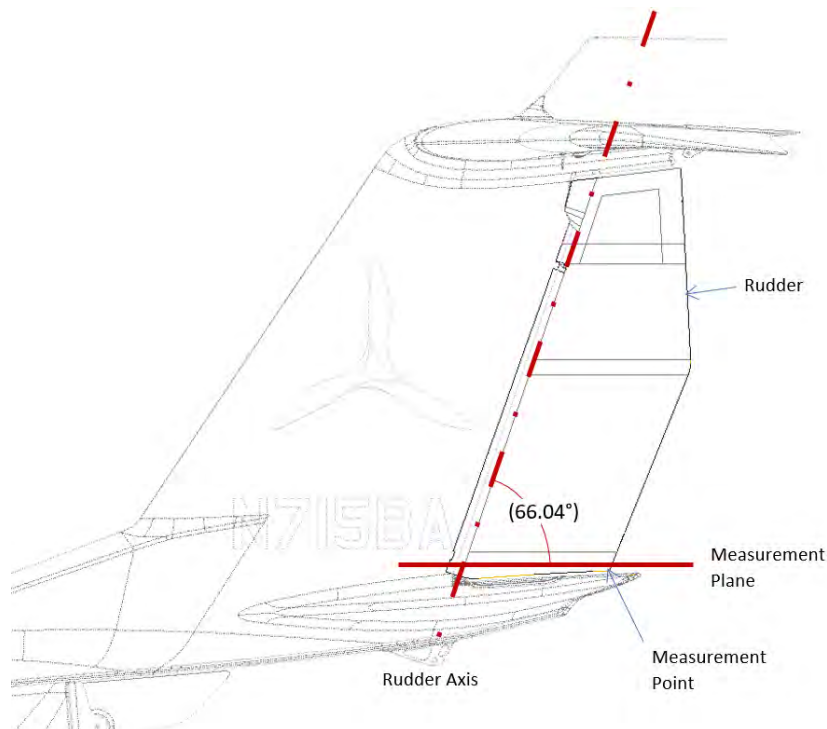 Rudder
N715BA
(66.04°)
Measurement
Plane
Measurement
Point
Rudder Axis